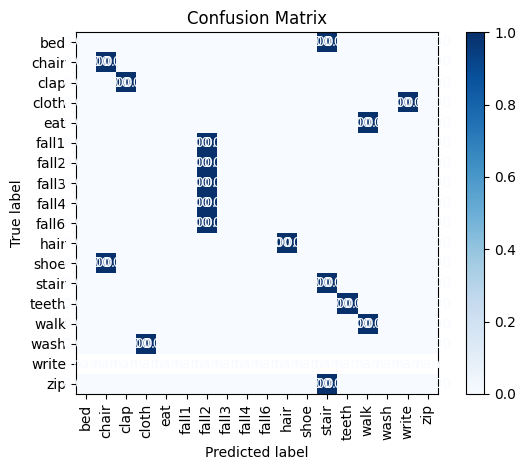 Confusion Matrix
bed
chair
clap
cloth
eat
fall1
fall2
fall3
fall4
fall6
hair
shoe
stair
teeth
walk
wash
write
zip
True label
bed
chair
clap
cloth
eat
fall1
fall2
fall3
fall4
fall6
hair
shoe
stair
teeth
walk
wash
write
zip
Predicted label
1.0
0.8
0.6
0.4
0.2
0.0